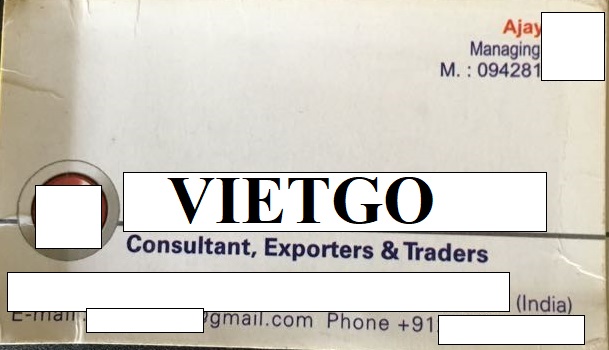 Ajay
Managing
M. : 094281
VIETGO
Consultant, Exporters & Traders
(India)
E-mail @gmail.com Phone +91